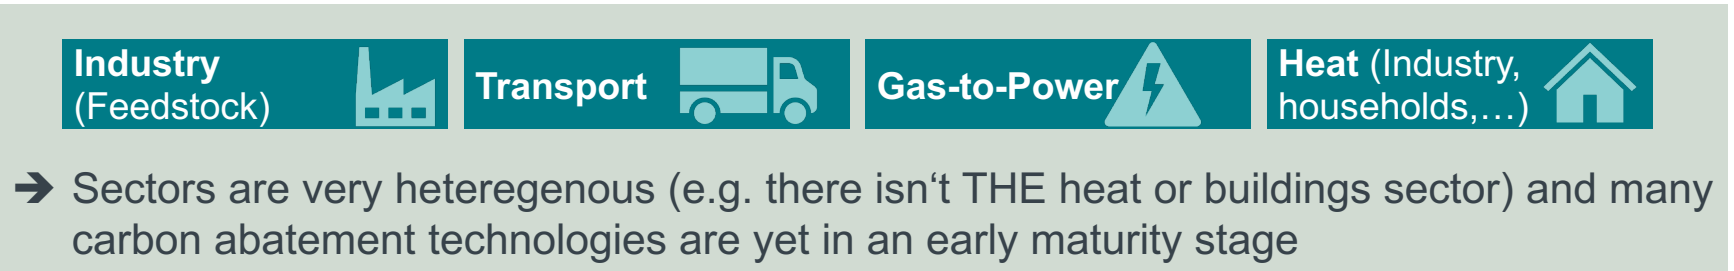 Industry
(Feedstock)
Transport
Gas-to-Power
Heat (Industry,
households,…)
➔ Sectors are very heteregenous (e.g. there isn‘t THE heat or buildings sector) and many
carbon abatement technologies are yet in an early maturity stage